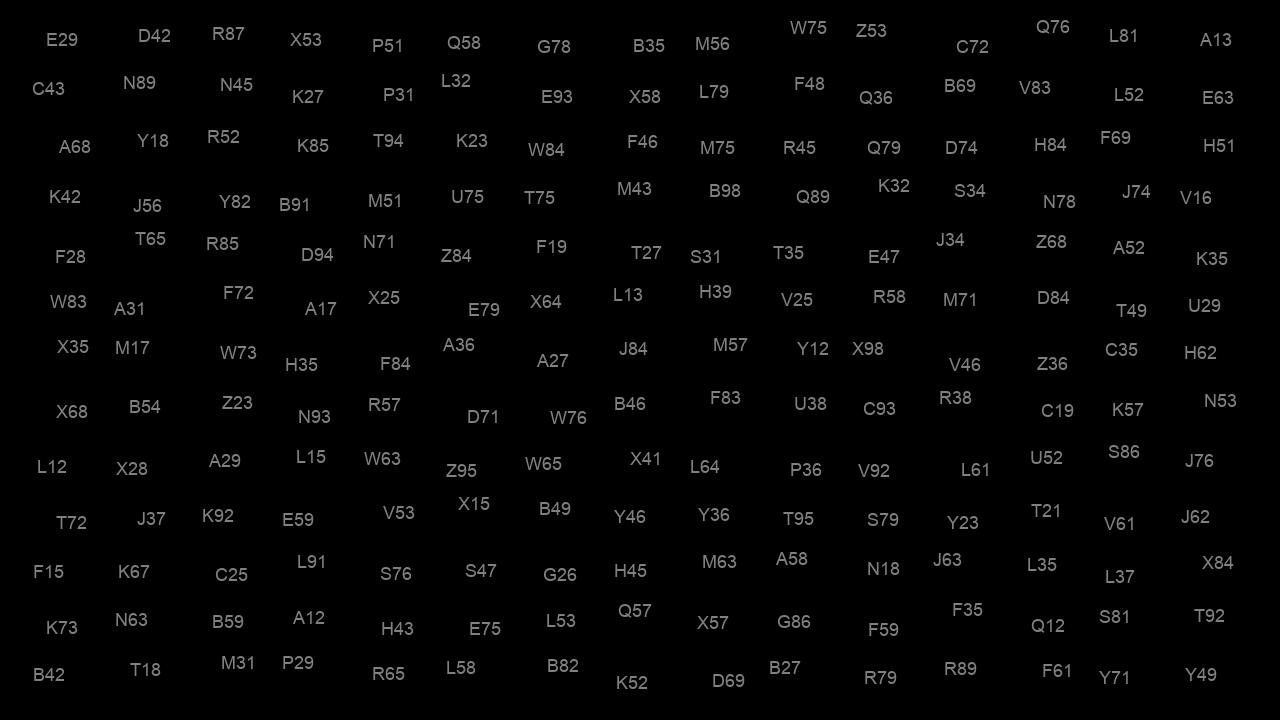 E29 D42 R87 X53 P51 Q58 G78 B35 M56 W75 Z53 C72 Q76 L81 A13
C43 N89 N45 K27 P31 L32 E93 X58 L79 F48 Q36 B69 V83 L52 E63
A68 Y18 R52 K85 T94 K23 W84 F46 M75 R45 Q79 D74 H84 F69 H51
K42 J56 Y82 B91 M51 U75 T75 M43 B98 Q89 K32 S34 N78 J74 V16
F28 T65 R85 D94 N71 Z84 F19 T27 S31 T35 E47 J34 Z68 A52 K35
W83 A31 F72 A17 X25 E79 X64 L13 H39 V25 R58 M71 D84 T49 U29
X35 M17 W73 H35 F84 A36 A27 J84 M57 Y12 X98 V46 Z36 C35 H62
X68 B54 Z23 N93 R57 D71 W76 B46 F83 U38 C93 R38 C19 K57 N53
L12 X28 A29 L15 W63 Z95 W65 X41 L64 P36 V92 L61 U52 S86 J76
T72 J37 K92 E59 V53 X15 B49 Y46 Y36 T95 S79 Y23 T21 V61 J62
F15 K67 C25 L91 S76 S47 G26 H45 M63 A58 N18 J63 L35 L37 X84
K73 N63 B59 A12 H43 E75 L53 Q57 X57 G86 F59 F35 Q12 S81 T92
B42 T18 M31 P29 R65 L58 B82 K52 D69 B27 R79 R89 F61 Y71 Y49